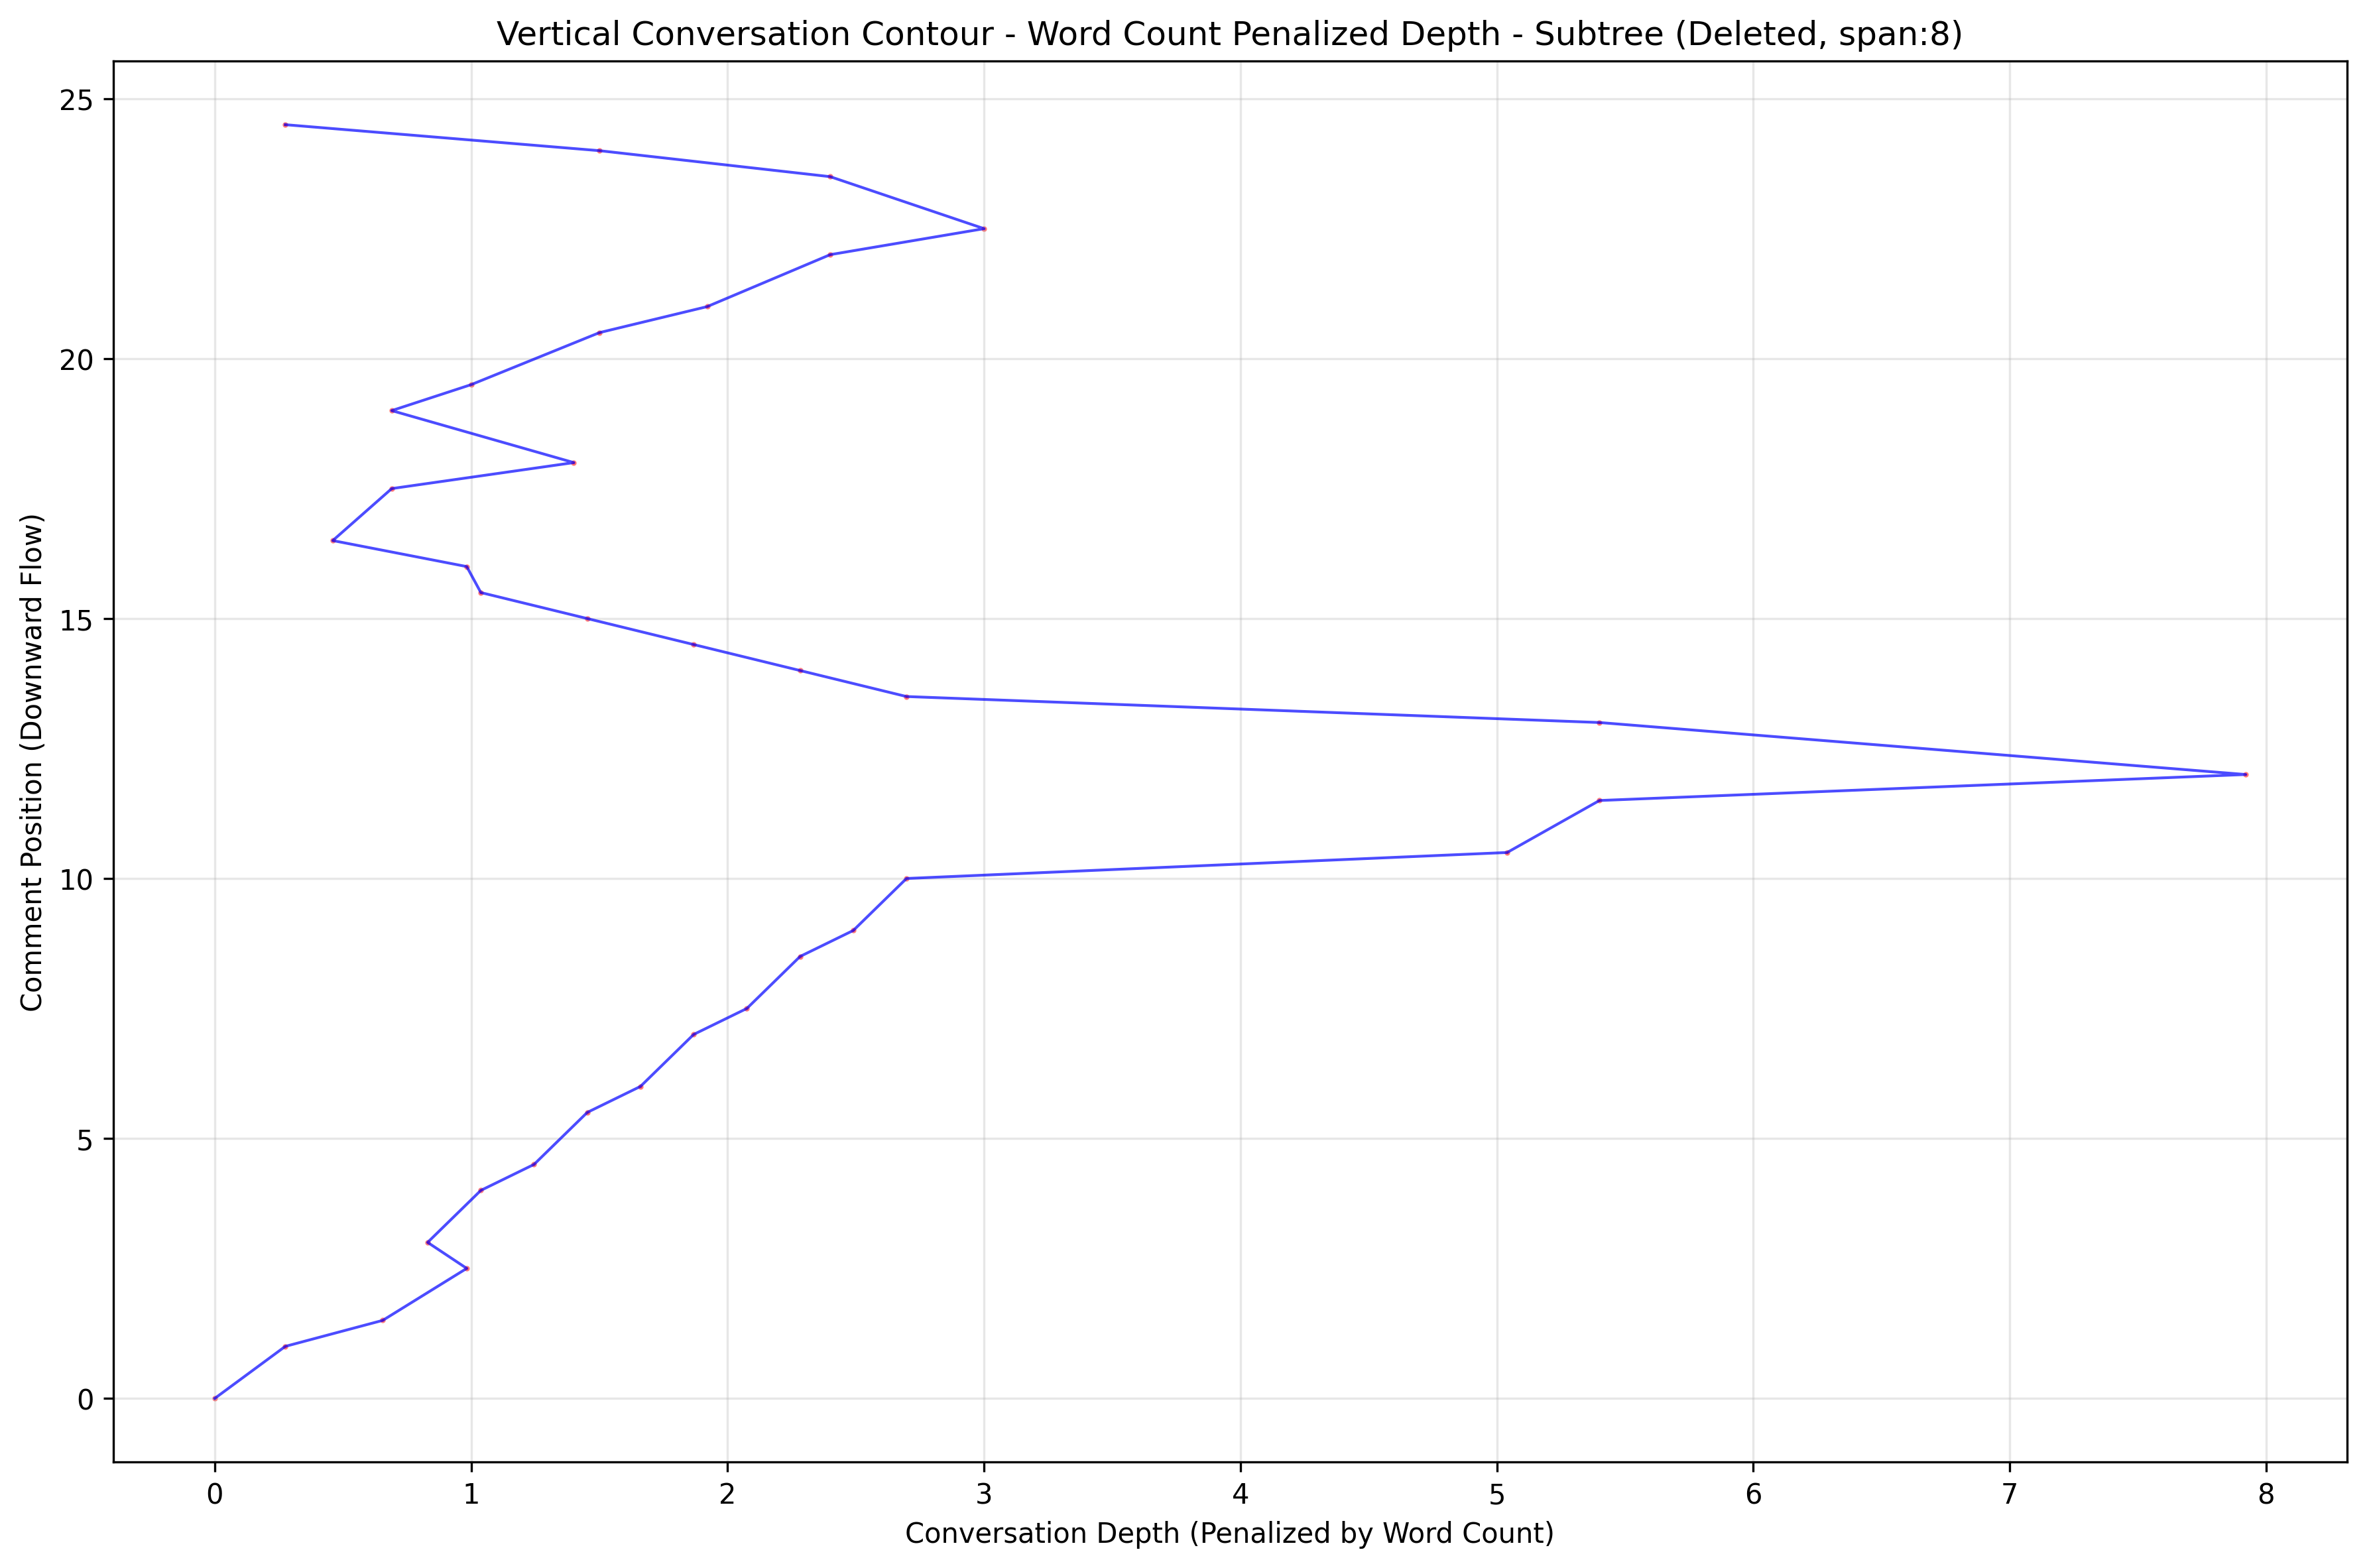 Vertical Conversation Contour - Word Count Penalized Depth - Subtree (Deleted, span:8)
Comment Position (Downward Flow)
25
20
15
10
5
0
0 1 2 3 4 5 6 7 8
Conversation Depth (Penalized by Word Count)